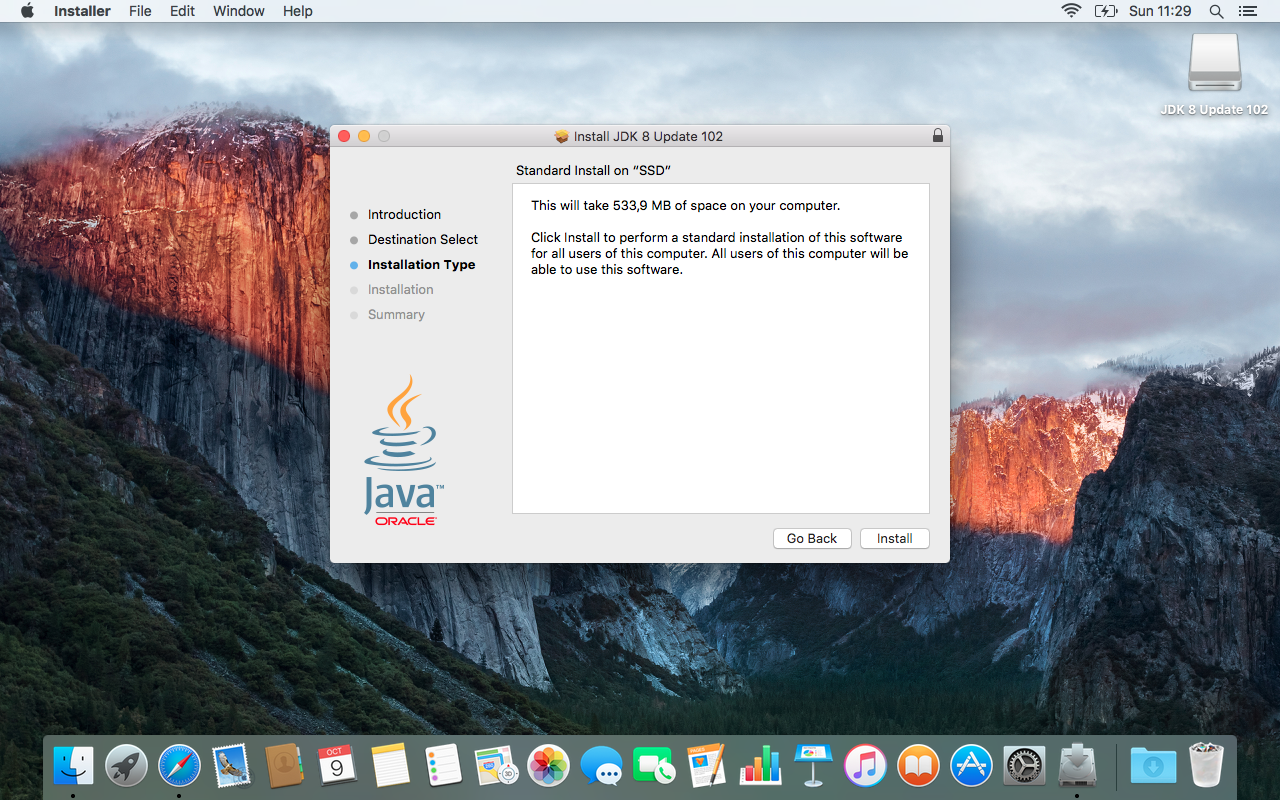 Installer File Edit Window Help Sun 11:29
JDK 8 Update 102
Install JDK 8 Update 102
Standard Install on “SSD”
Introduction
Destination Select
Installation Type
Installation
Summary
This will take 533,9 MB of space on your computer.
Click Install to perform a standard installation of this software
for all users of this computer. All users of this computer will be
able to use this software.
Java™
ORACLE
Go Back Install
OCT
9
PAGES
3D